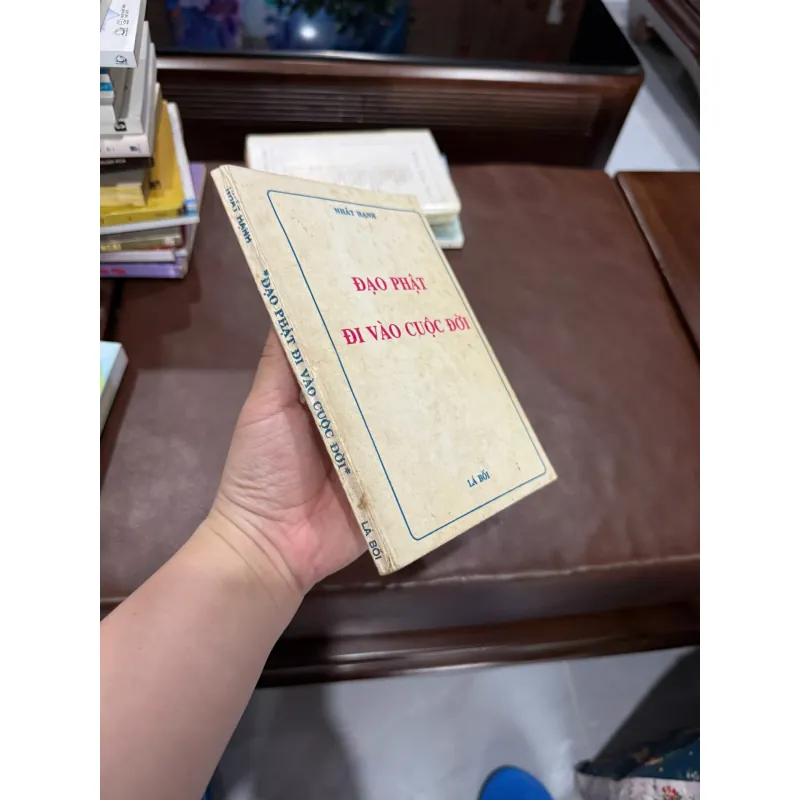 NHẤT HẠNH
ĐẠO PHẬT
ĐI VÀO CUỘC ĐỜI
LÁ BỐI
NHẤT HẠNH
*ĐẠO PHẬT ĐI VÀO CUỘC ĐỜI*
LÁ BỐI